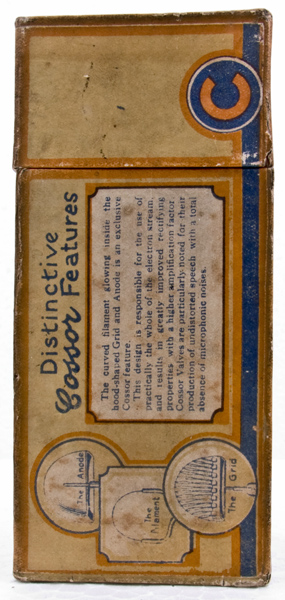 C
Distinctive
Cossor Features
The curved filament glowing inside the
hood-shaped Grid and Anode is an exclusive
Cossor feature.
This design is responsible for the use of
practically the whole of the electron stream,
and results in greatly improved rectifying
properties with a higher amplification factor.
Cossor Valves are particularly noted for their
production of undistorted speech with a total
absence of microphonic noises.
The Anode
The
Filament
The Grid